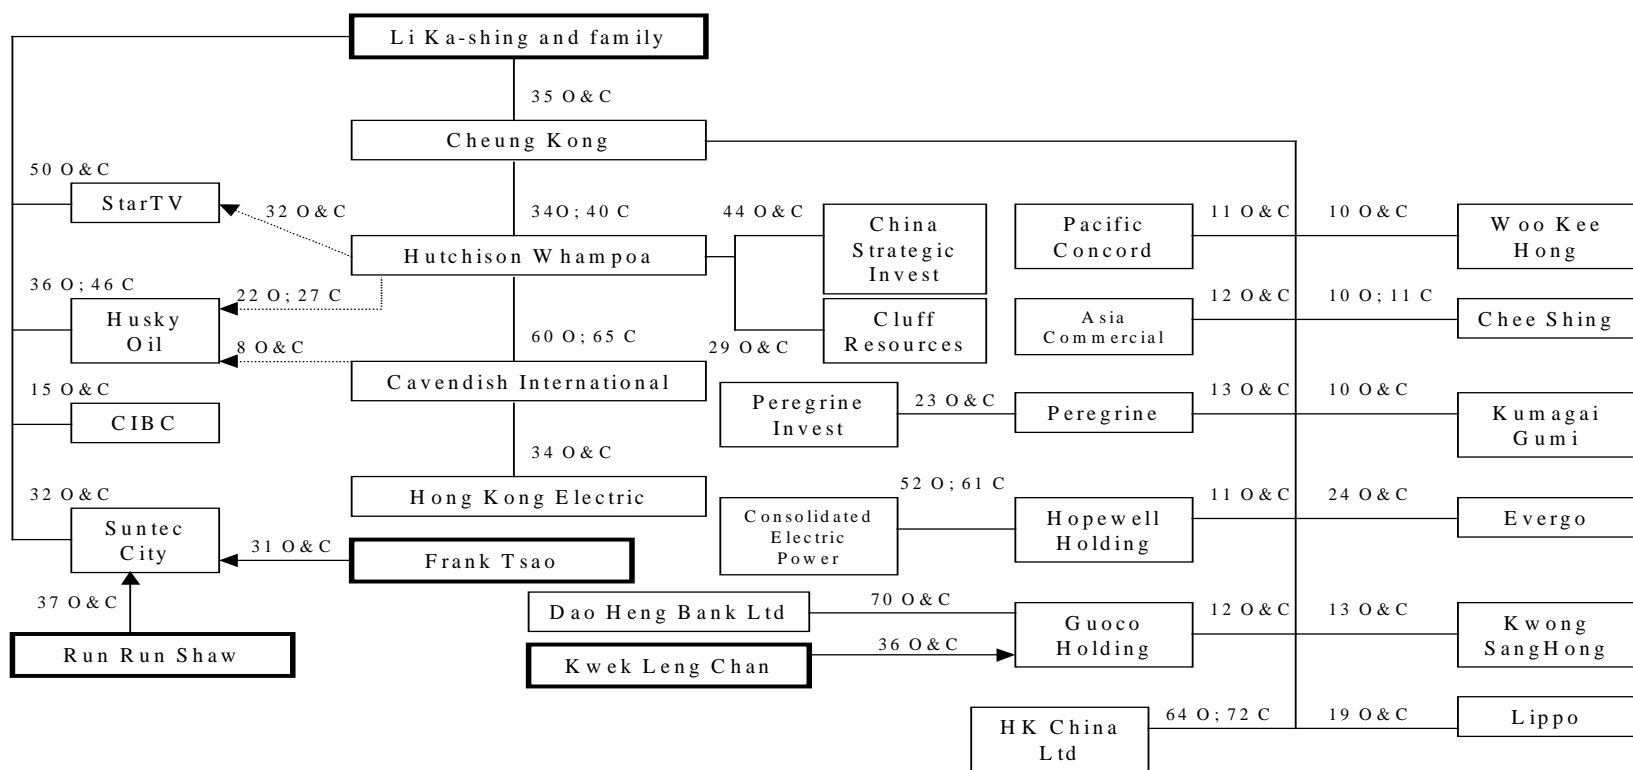 Li Ka-shing and family
35 O&C
Cheung Kong
50 O&C
StarTV
32 O&C
34O; 40 C
Hutchison Whampoa
44 O&C
China
Strategic
Invest
Pacific
Concord
11 O&C
10 O&C
Woo Kee
Hong
36 O; 46 C
Husky
Oil
22 O; 27 C
8 O&C
60 O; 65 C
Cavendish International
29 O&C
Cluff
Resources
Asia
Commercial
12 O&C
10 O; 11 C
Chee Shing
15 O&C
CIBC
Peregrine
Invest
23 O&C
Peregrine
13 O&C
10 O&C
Kumagai
Gumi
34 O&C
Hong Kong Electric
32 O&C
Suntec
City
31 O&C
Frank Tsao
Consolidated
Electric
Power
52 O; 61 C
Hopewell
Holding
11 O&C
24 O&C
Evergo
37 O&C
Run Run Shaw
Dao Heng Bank Ltd
70 O&C
Kwek Leng Chan
36 O&C
Guoco
Holding
12 O&C
13 O&C
Kwong
SangHong
HK China
Ltd
64 O; 72 C
19 O&C
Lippo